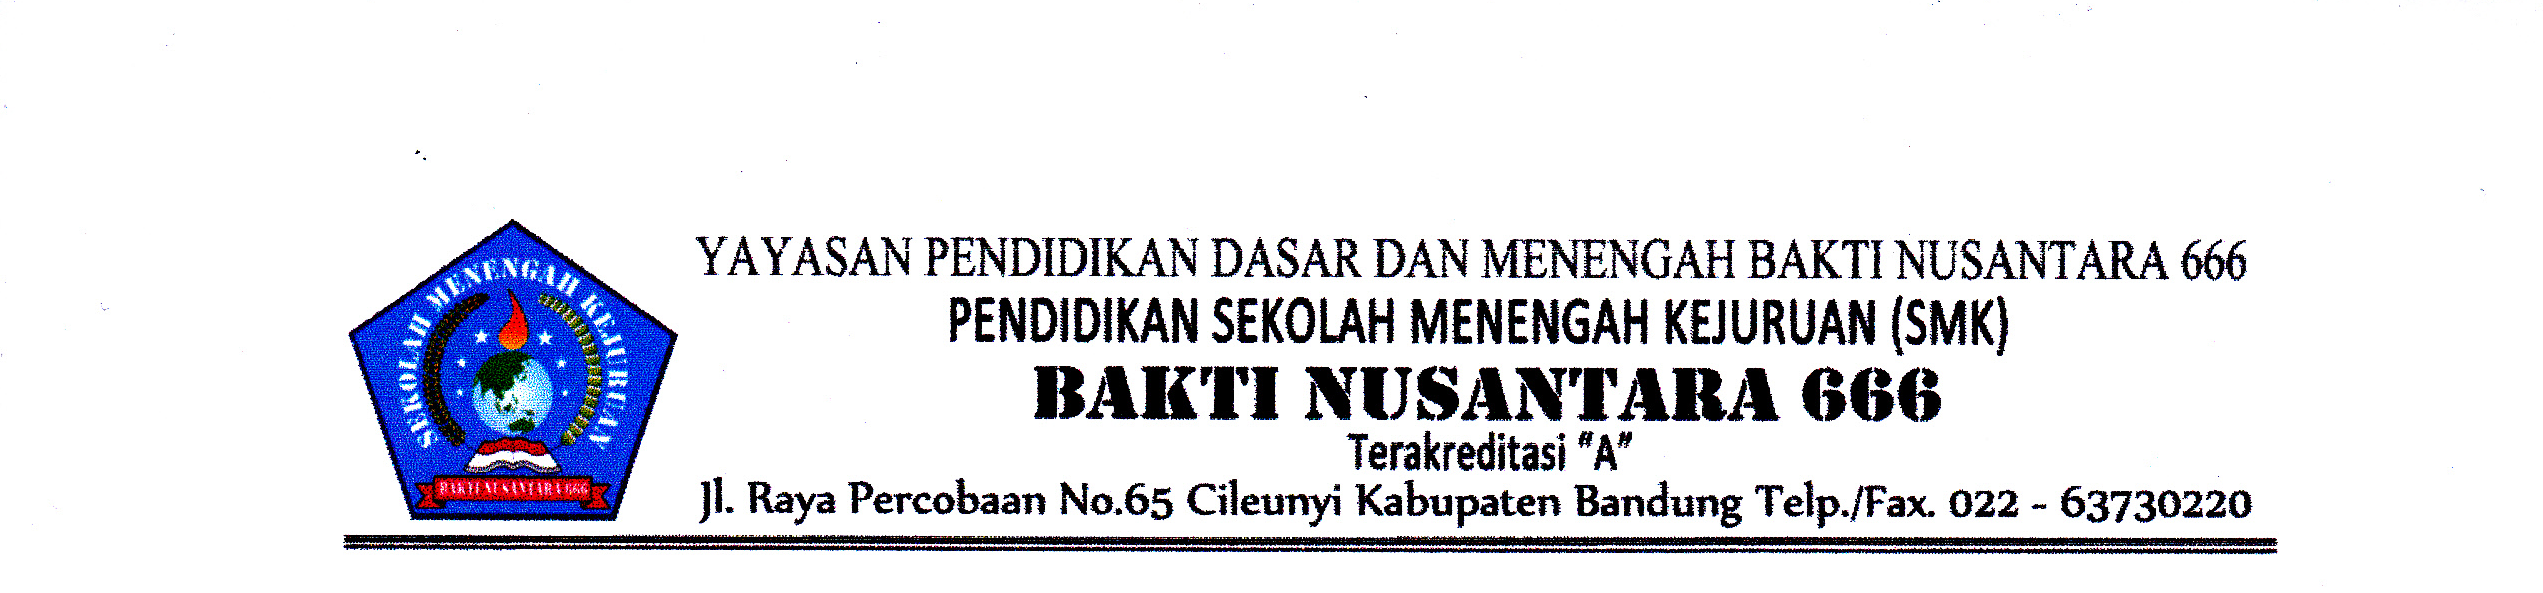 SEKOLAH MENENGAH KEJURUAN
BAKTI NUSANTARA 666
YAYASAN PENDIDIKAN DASAR DAN MENENGAH BAKTI NUSANTARA 666
PENDIDIKAN SEKOLAH MENENGAH KEJURUAN (SMK)
BAKTI NUSANTARA 666
Terakreditasi "A"
Jl. Raya Percobaan No.65 Cileunyi Kabupaten Bandung Telp./Fax. 022 - 63730220